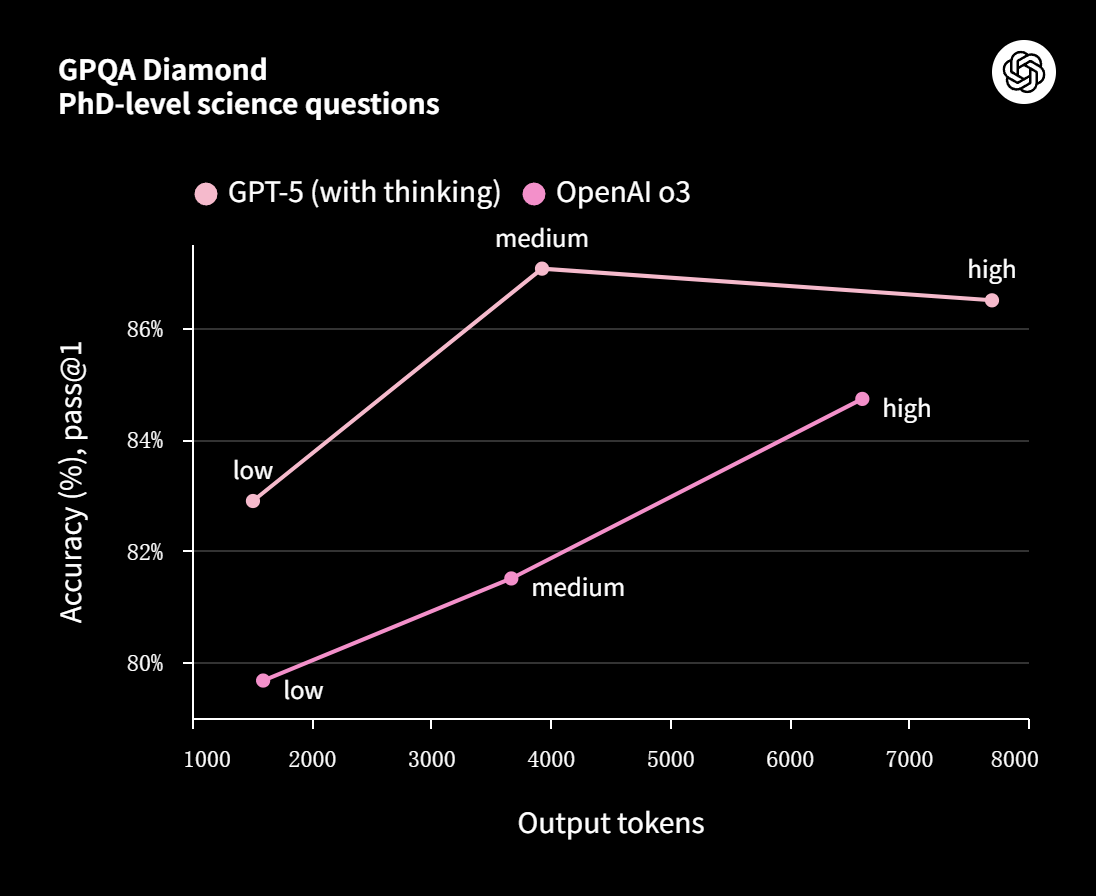 GPQA Diamond
PhD-level science questions
GPT-5 (with thinking) OpenAI o3
medium
high
86%
high
84%
low
82%
medium
80%
low
Accuracy (%), pass@1
1000 2000 3000 4000 5000 6000 7000 8000
Output tokens